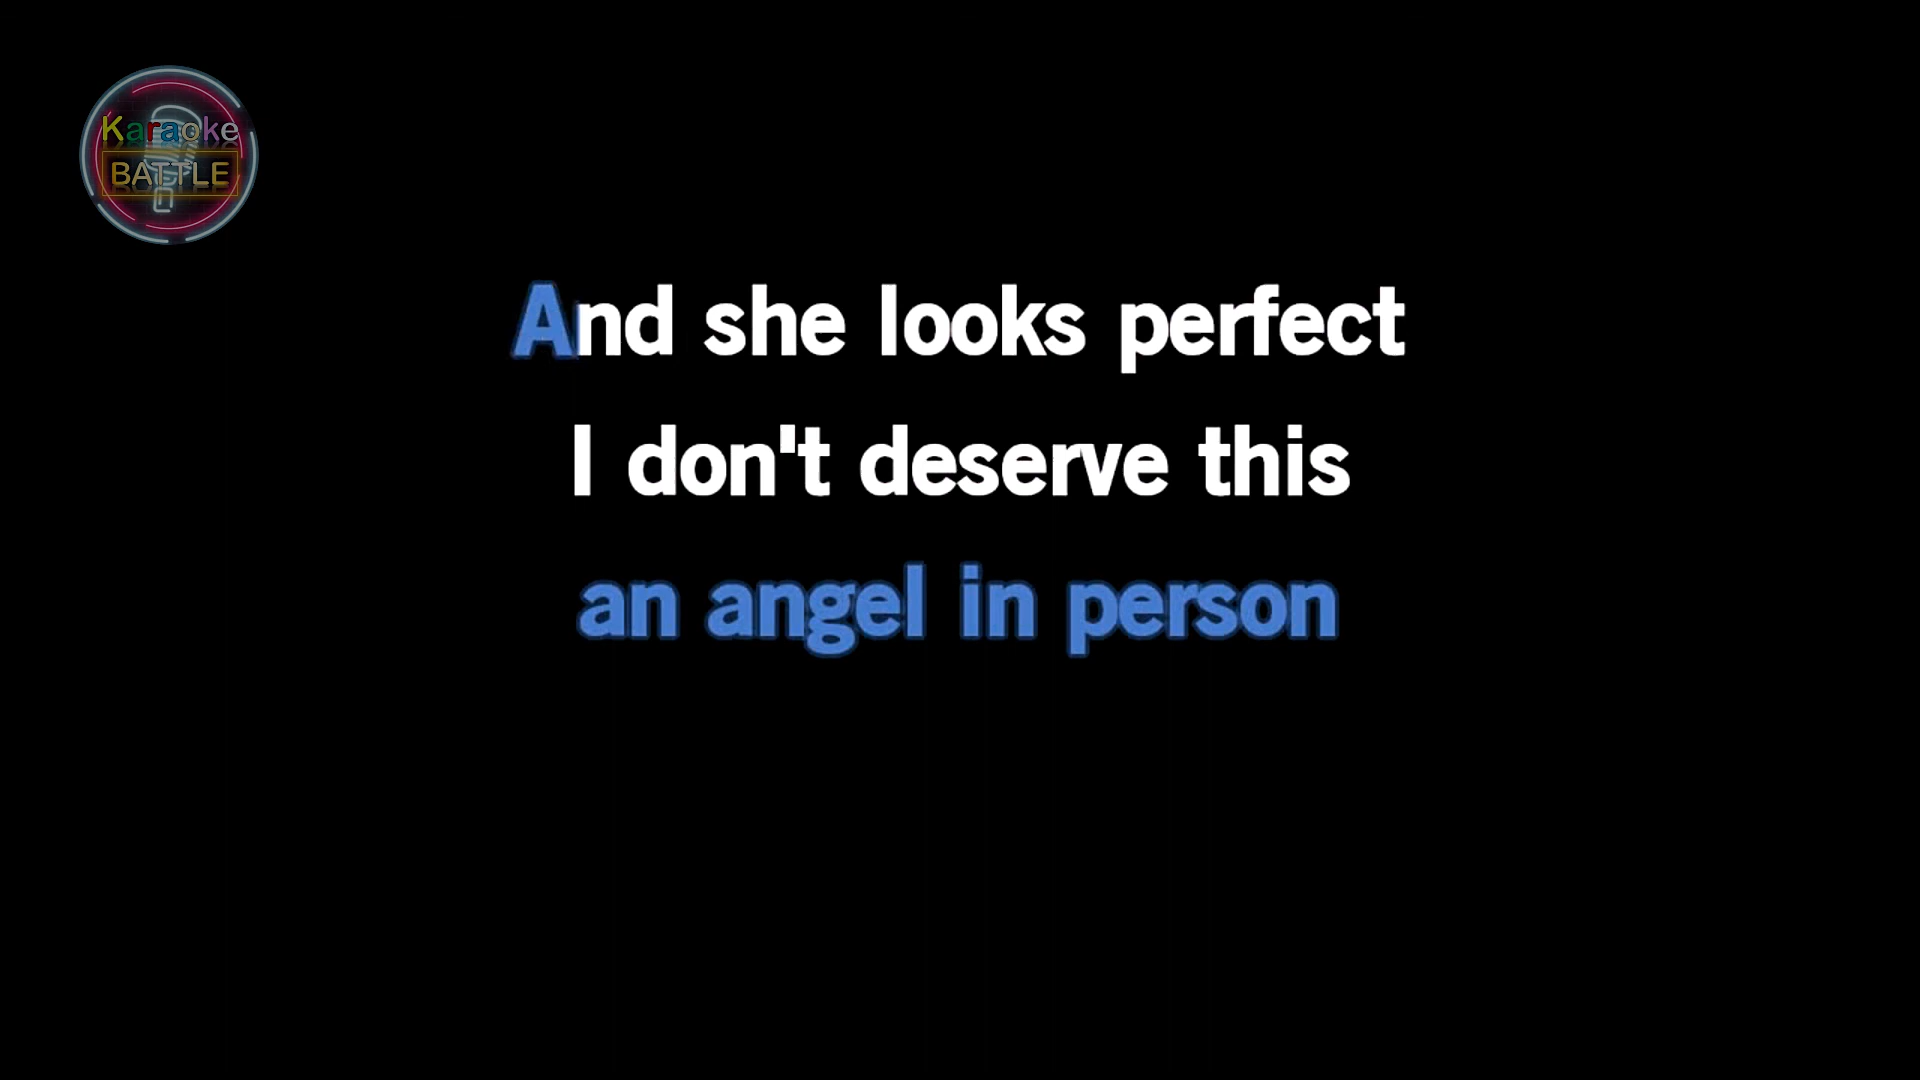 Karaoke
BATTLE
And she looks perfect
I don't deserve this
an angel in person